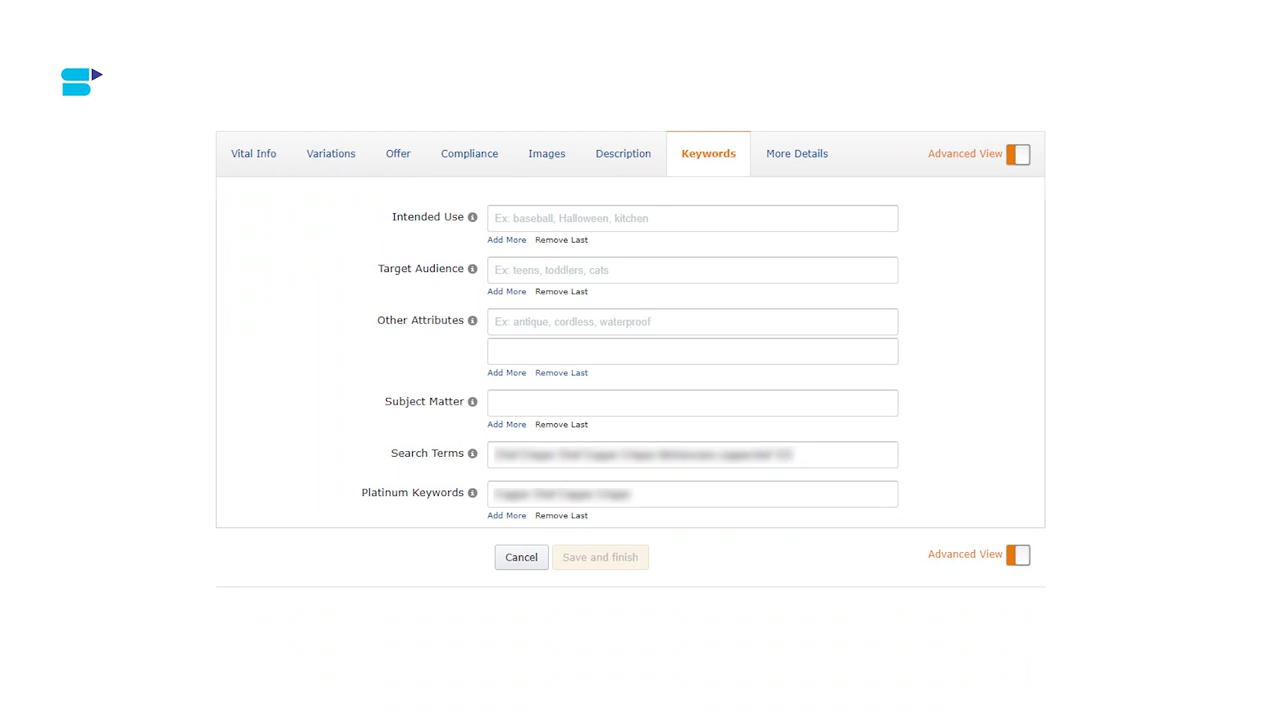 Vital Info Variations Offer Compliance Images Description Keywords More Details Advanced View
Intended Use Ex: baseball, Halloween, kitchen
Add More Remove Last
Target Audience Ex: teens, toddlers, cats
Add More Remove Last
Other Attributes Ex: antique, cordless, waterproof
Add More Remove Last
Subject Matter
Add More Remove Last
Search Terms
Platinum Keywords
Add More Remove Last
Cancel Save and finish Advanced View